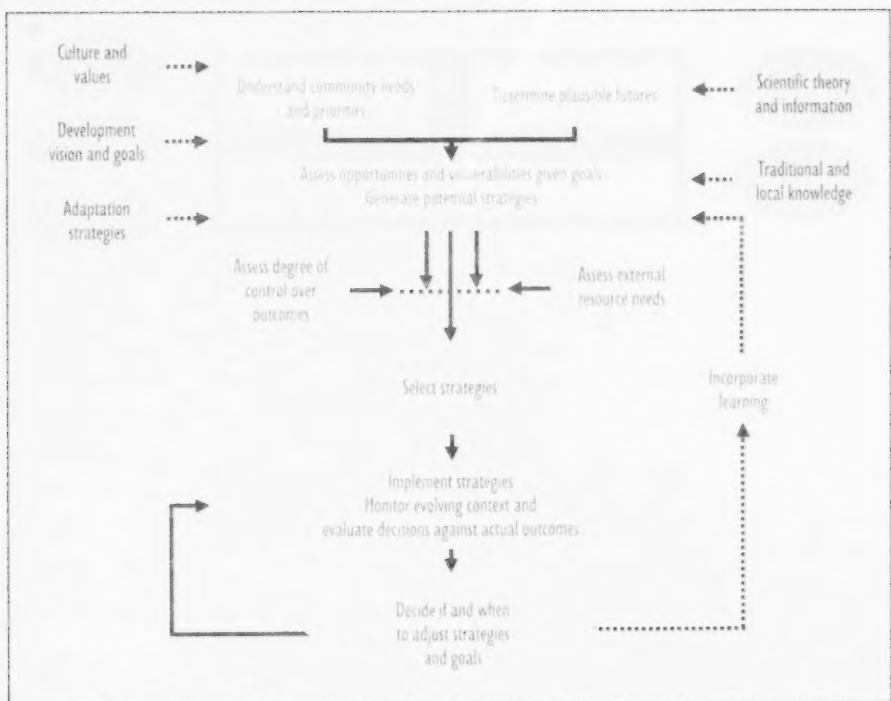 Culture and
values
Understand community needs
and priorities
Determine plausible futures
Scientific theory
and information
Development
vision and goals
Assess opportunities and vulnerabilities given goals
Generate potential strategies
Traditional and
local knowledge
Adaptation
strategies
Assess degree of
control over
outcomes
Assess external
resource needs
Select strategies
Incorporate
learning
Implement strategies
Monitor evolving context and
evaluate decisions against actual outcomes
Decide if and when
to adjust strategies
and goals